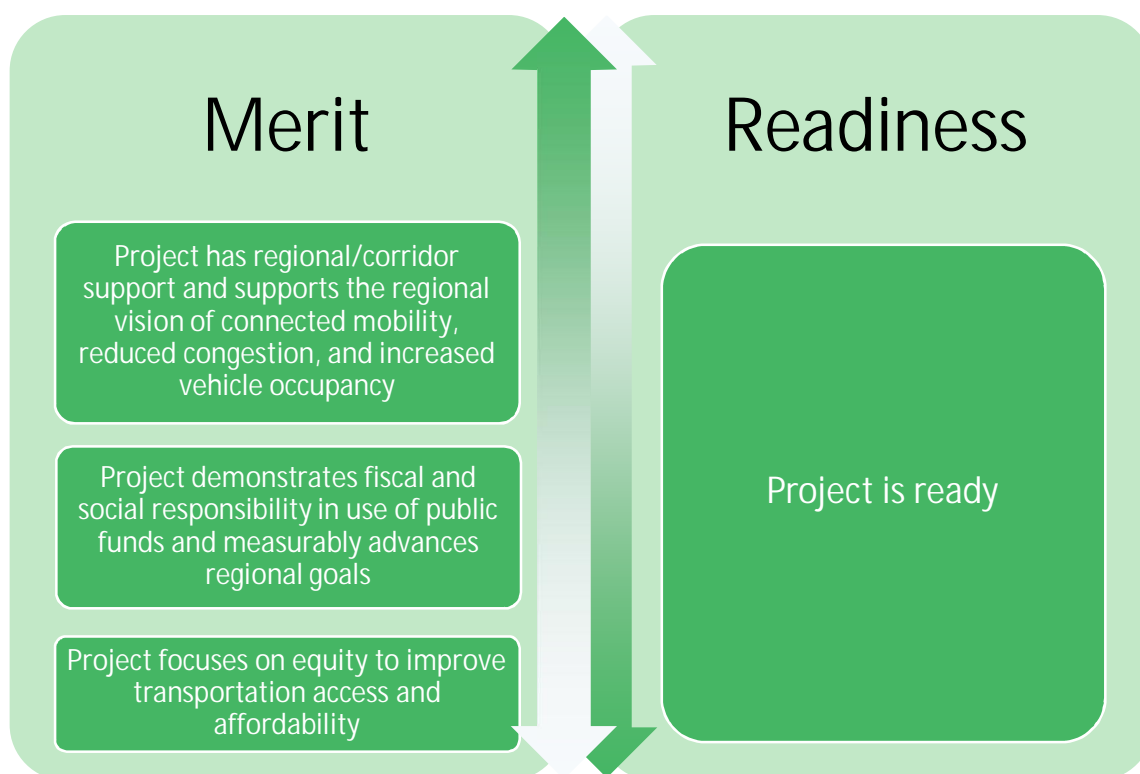 Merit
Project has regional/corridor
support and supports the regional
vision of connected mobility,
reduced congestion, and increased
vehicle occupancy
Project demonstrates fiscal and
social responsibility in use of public
funds and measurably advances
regional goals
Project focuses on equity to improve
transportation access and
affordability
Readiness
Project is ready